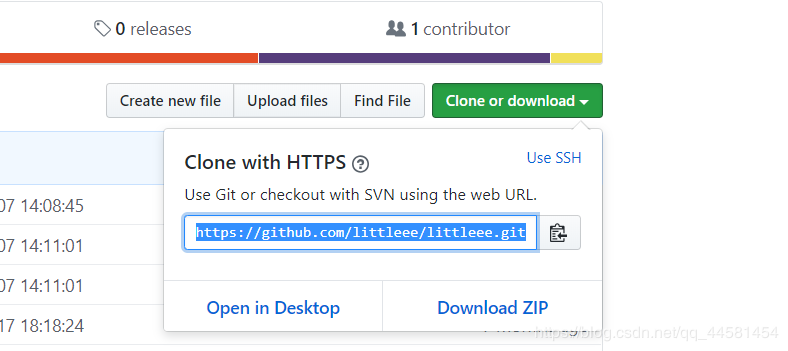 0 releases
1 contributor
Create new file
Upload files
Find File
Clone or download
Clone with HTTPS
Use SSH
Use Git or checkout with SVN using the web URL.
07 14:08:45
https://github.com/littleee/littleee.git
07 14:11:01
07 14:11:01
Open in Desktop
Download ZIP
17 18:18:24
https://blog.csdn.net/qq_44581454